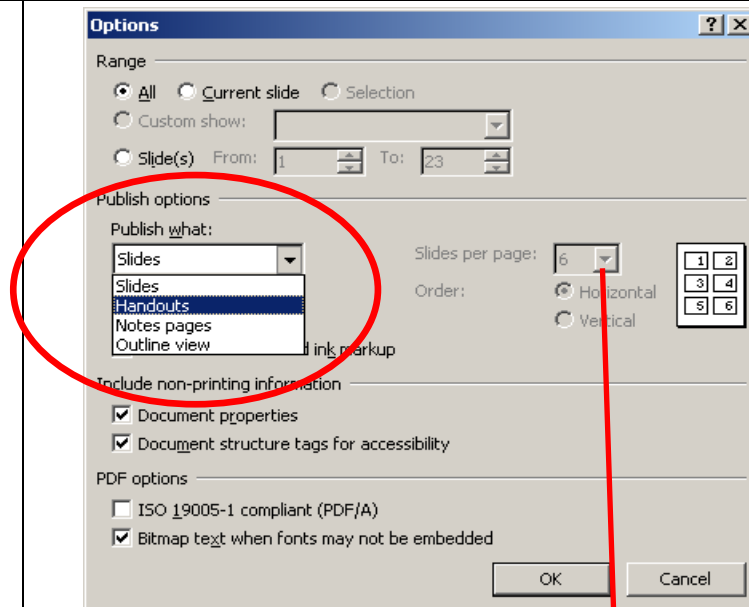 Options
Range
All Current slide Selection
Custom show:
Slide(s) From: 1 To: 23
Publish options
Publish what:
Slides Slides per page: 6 1 2
Slides 3 4
Handouts Order: Horizontal 5 6
Notes pages Vertical
Outline view
ink markup
Include non-printing information
Document properties
Document structure tags for accessibility
PDF options
ISO 19005-1 compliant (PDF/A)
Bitmap text when fonts may not be embedded
OK Cancel